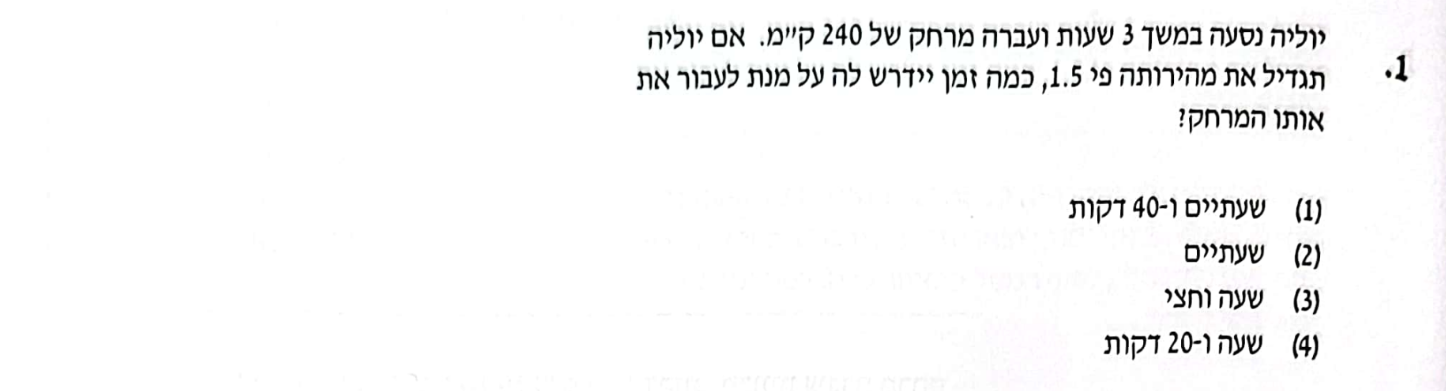 1. יוליה נסעה במשך 3 שעות ועברה מרחק של 240 ק״מ. אם יוליה
תגדיל את מהירותה פי 1.5, כמה זמן יידרש לה על מנת לעבור את
אותו המרחק?
(1) שעתיים ו-40 דקות
(2) שעתיים
(3) שעה וחצי
(4) שעה ו-20 דקות